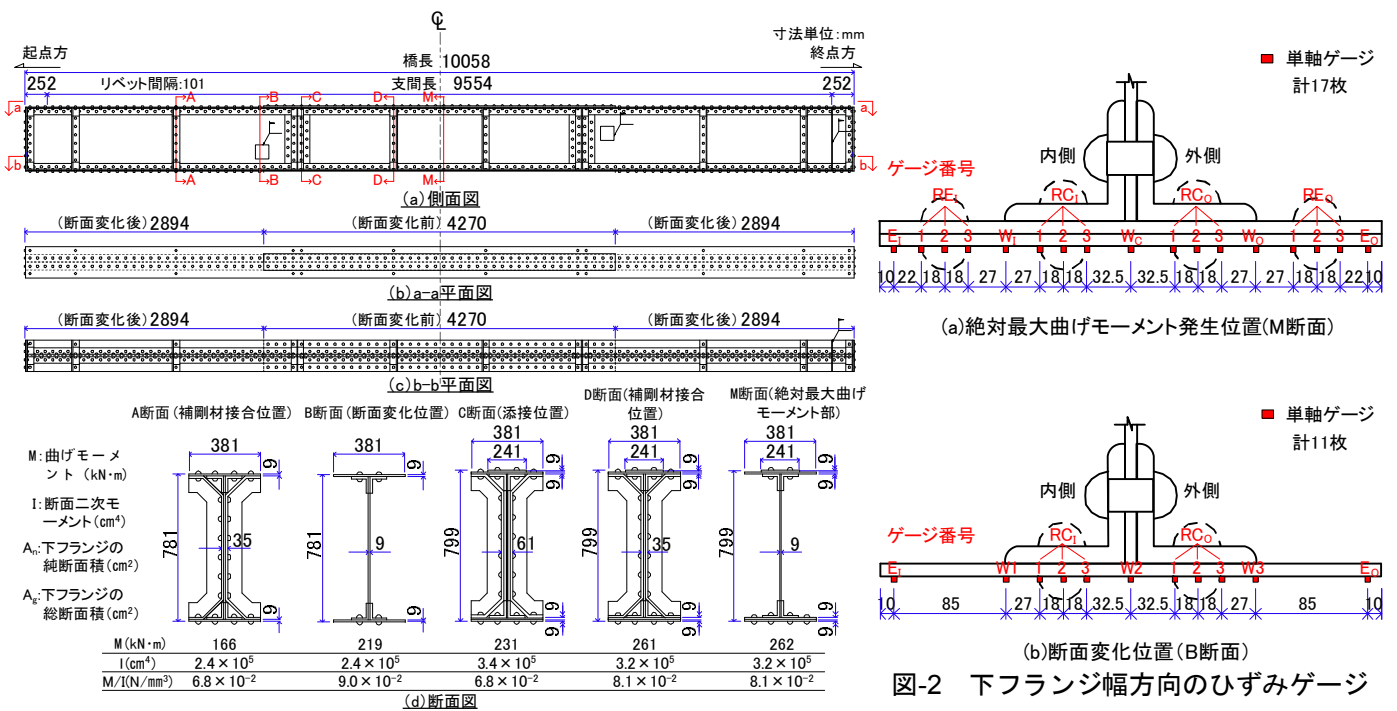 ℄
寸法単位:mm
起点方
終点方
橋長 10058
252
リベット間隔:101
支間長 9554
252
A
B
C
D
M
a
a
b
b
A
B
C
D
M
(a)側面図
(断面変化後)2894
(断面変化前)4270
(断面変化後)2894
(b)a-a平面図
(断面変化後)2894
(断面変化前)4270
(断面変化後)2894
(c)b-b平面図
A断面(補剛材接合位置)
B断面(断面変化位置)
C断面(添接位置)
D断面(補剛材接合
位置)
M断面(絶対最大曲げ
モーメント部)
M:曲げモーメ
ント (kN・m)
I:断面二次モ
ーメント(cm⁴)
Aₙ:下フランジの
純断面積(cm²)
A_g:下フランジの
総断面積(cm²)
381
9
781
35
9
381
9
781
9
9
381
241
9
9
799
61
9
9
381
241
9
9
799
35
9
9
381
241
9
9
799
9
9
9
M(kN・m) 166 219 231 261 262
I(cm⁴) 2.4×10⁵ 2.4×10⁵ 3.4×10⁵ 3.2×10⁵ 3.2×10⁵
M/I(N/mm³) 6.8×10⁻² 9.0×10⁻² 6.8×10⁻² 8.1×10⁻² 8.1×10⁻²
(d)断面図
単軸ゲージ
計17枚
内側
外側
ゲージ番号
RE_I RC_I RC_O RE_O
E_I 1 2 3 W_I 1 2 3 W_C 1 2 3 W_O 1 2 3 E_O
10 22 18 18 27 27 18 18 32.5 32.5 18 18 27 27 18 18 22 10
(a)絶対最大曲げモーメント発生位置(M断面)
単軸ゲージ
計11枚
内側
外側
ゲージ番号
RC_I RC_O
E_I W1 1 2 3 W2 1 2 3 W3 E_O
10 85 27 18 18 32.5 32.5 18 18 27 85 10
(b)断面変化位置(B断面)
図-2 下フランジ幅方向のひずみゲージ